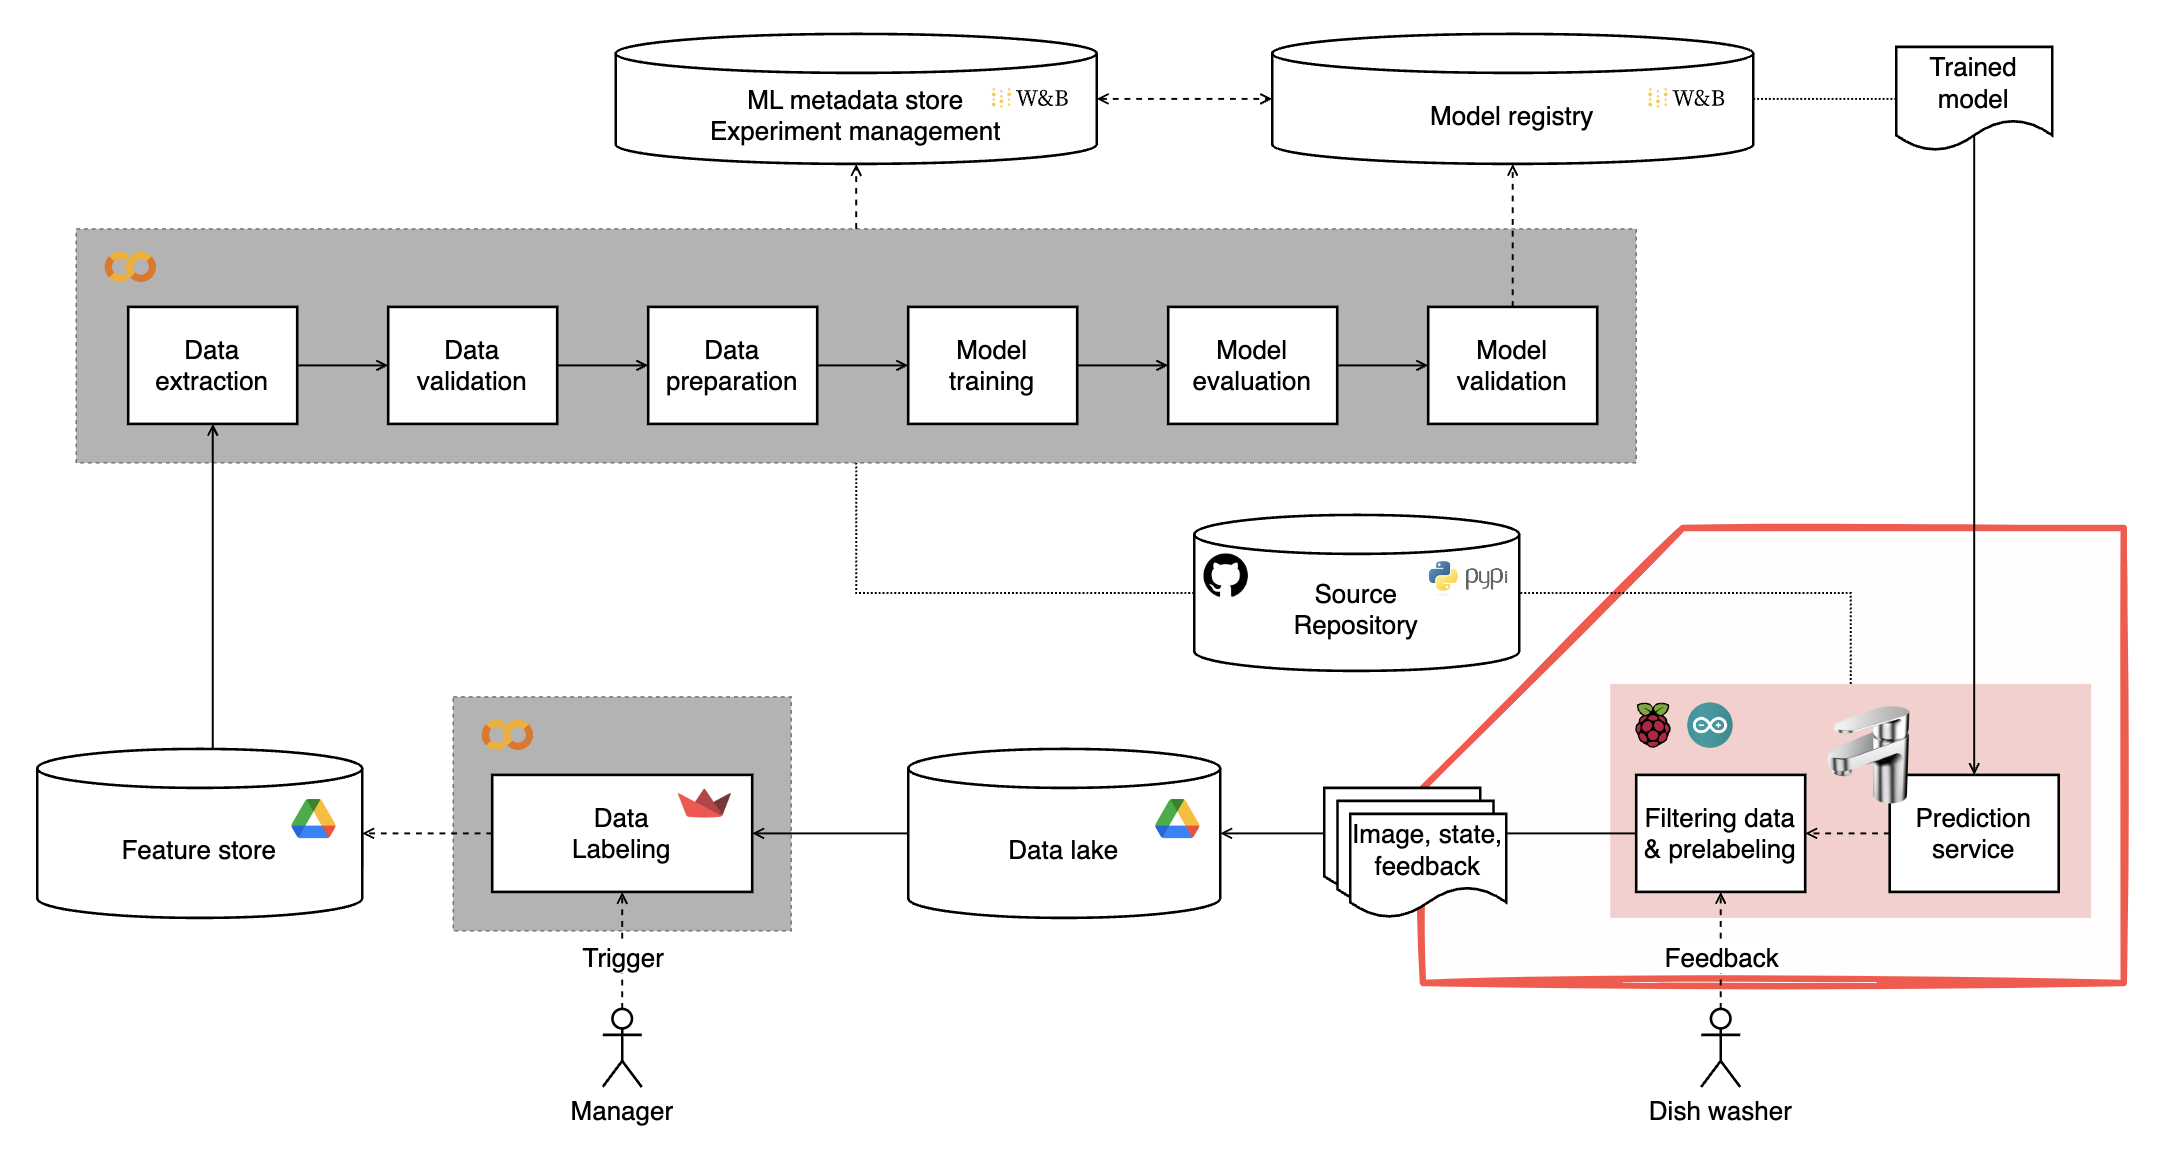 ML metadata store
Experiment management
W&B
Model registry
W&B
Trained
model
Data
extraction
Data
validation
Data
preparation
Model
training
Model
evaluation
Model
validation
Source
Repository
pypi
Feature store
Data
Labeling
Data lake
Image, state,
feedback
Filtering data
& prelabeling
Prediction
service
Trigger
Feedback
Manager
Dish washer